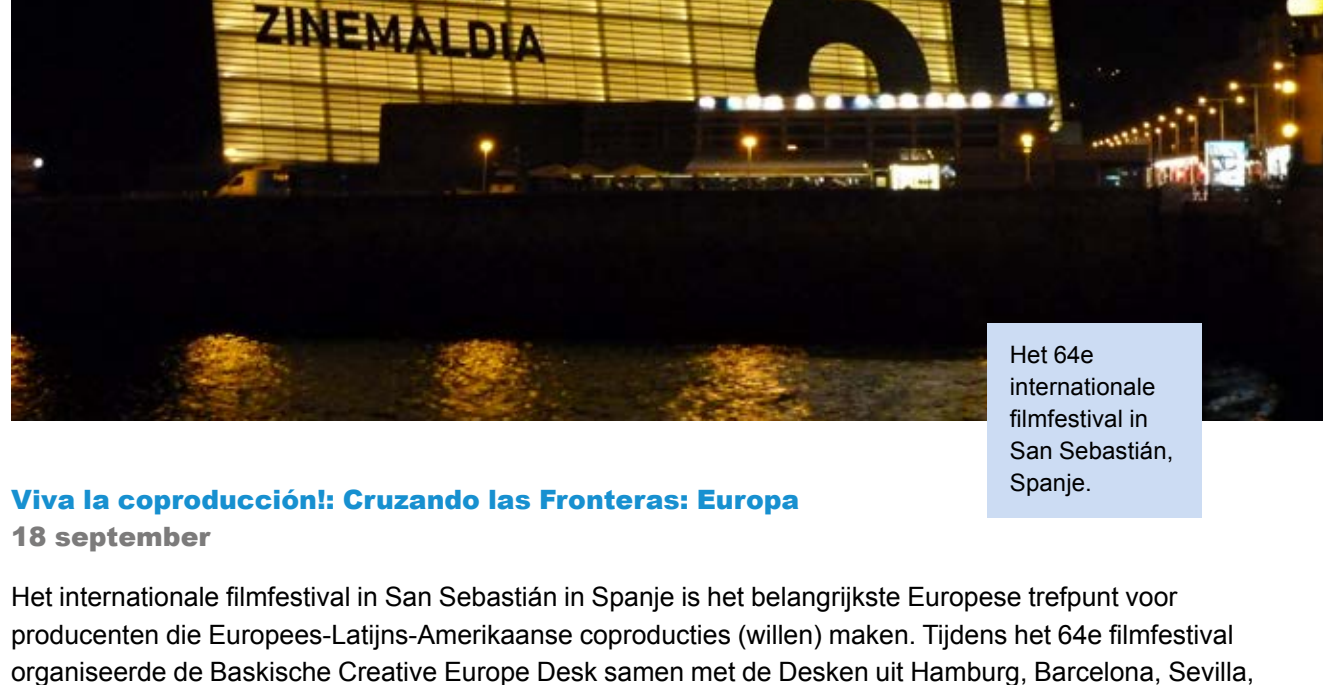 ZINEMALDIA
Het 64e
internationale
filmfestival in
San Sebastián,
Spanje.
Viva la coproducción!: Cruzando las Fronteras: Europa
18 september
Het internationale filmfestival in San Sebastián in Spanje is het belangrijkste Europese trefpunt voor
producenten die Europees-Latijns-Amerikaanse coproducties (willen) maken. Tijdens het 64e filmfestival
organiseerde de Baskische Creative Europe Desk samen met de Desken uit Hamburg, Barcelona, Sevilla,